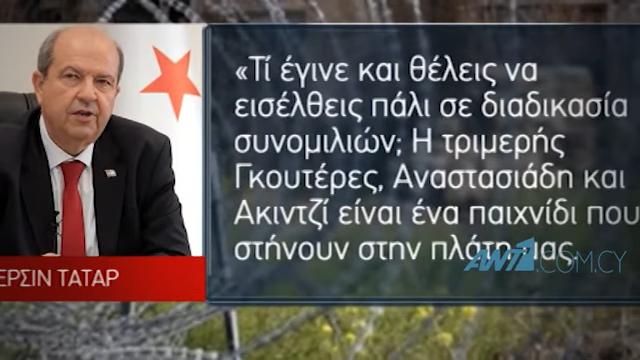 «Τί έγινε και θέλεις να
εισέλθεις πάλι σε διαδικασία
συνομιλιών; Η τριμερής
Γκουτέρες, Αναστασιάδη και
Ακιντζί είναι ένα παιχνίδι που
στήνουν στην πλάτη μας.
ΕΡΣΙΝ ΤΑΤΑΡ
ANT1.COM.CY